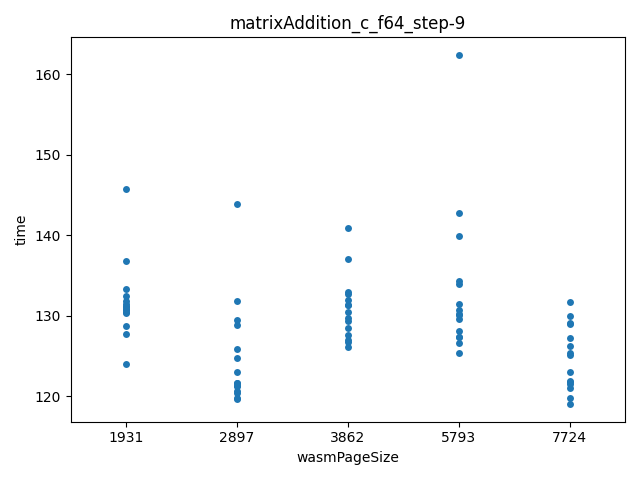 matrixAddition_c_f64_step-9
160
150
140
130
120
time
1931 2897 3862 5793 7724
wasmPageSize